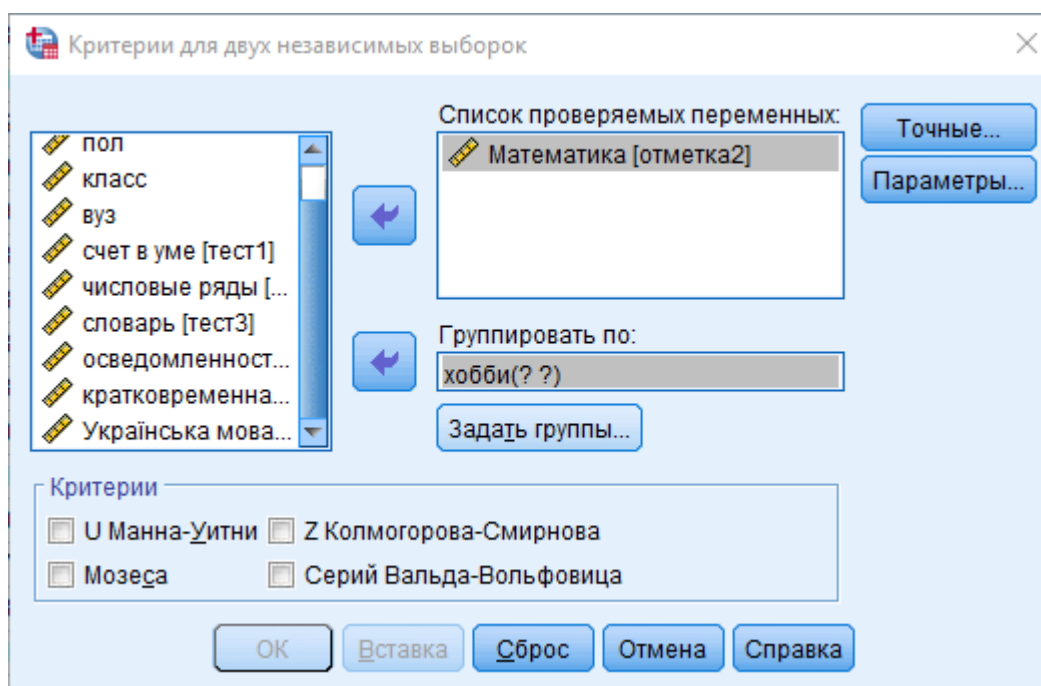 Критерии для двух независимых выборок
пол
класс
вуз
счет в уме [тест1]
числовые ряды [...
словарь [тест3]
осведомленност...
кратковременна...
Українська мова...
Список проверяемых переменных:
Математика [отметка2]
Группировать по:
хобби(? ?)
Задать группы...
Точные...
Параметры...
Критерии
U Манна-Уитни
Z Колмогорова-Смирнова
Мозеса
Серий Вальда-Вольфовица
ОК
Вставка
Сброс
Отмена
Справка